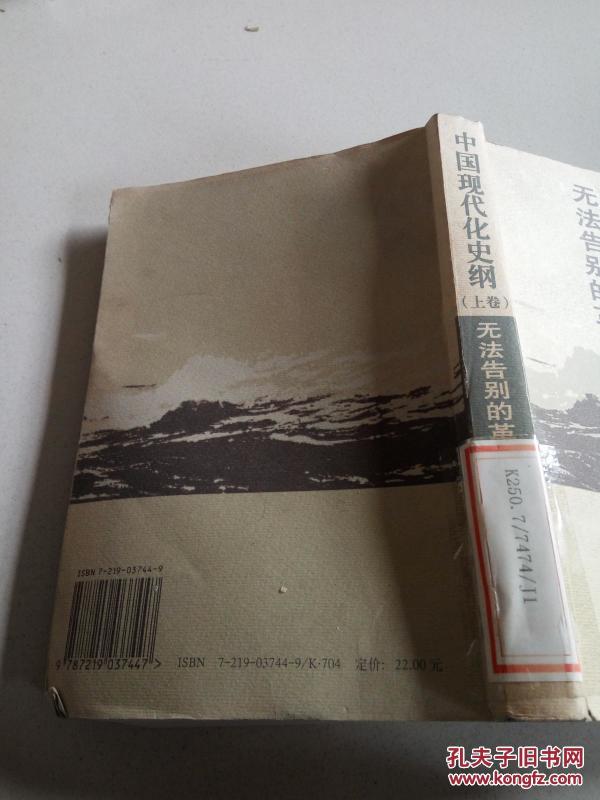 中国现代化史纲
(上卷)
无法告别的革
K250.7/7474/J1
无法告别的
ISBN 7-219-03744-9
9 787219 037447 >
ISBN 7-219-03744-9/K·704 定价: 22.00元
孔夫子旧书网
www.kongfz.com